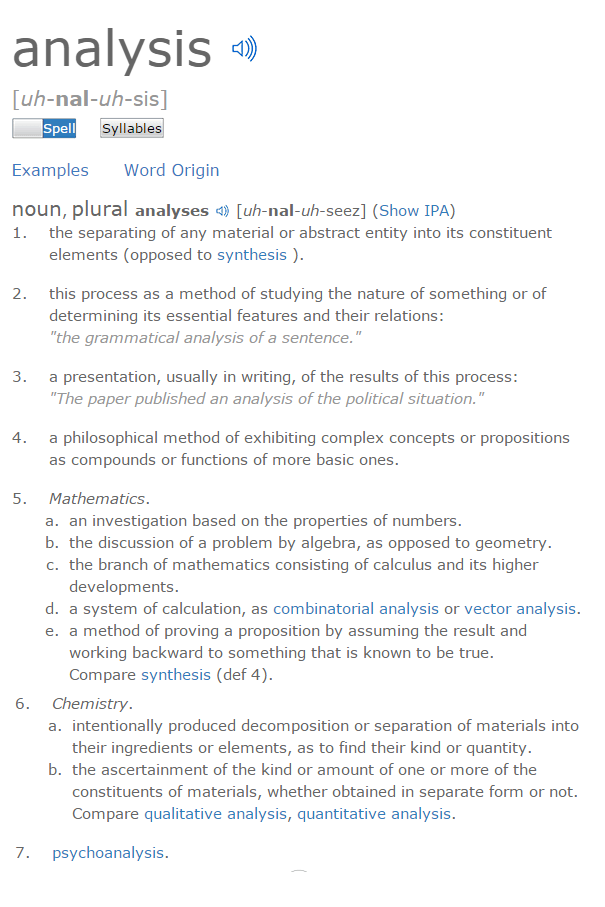 analysis
[uh-nal-uh-sis]
Spell Syllables
Examples Word Origin
noun, plural analyses [uh-nal-uh-seez] (Show IPA)
1. the separating of any material or abstract entity into its constituent
elements (opposed to synthesis ).
2. this process as a method of studying the nature of something or of
determining its essential features and their relations:
"the grammatical analysis of a sentence."
3. a presentation, usually in writing, of the results of this process:
"The paper published an analysis of the political situation."
4. a philosophical method of exhibiting complex concepts or propositions
as compounds or functions of more basic ones.
5. Mathematics.
a. an investigation based on the properties of numbers.
b. the discussion of a problem by algebra, as opposed to geometry.
c. the branch of mathematics consisting of calculus and its higher
developments.
d. a system of calculation, as combinatorial analysis or vector analysis.
e. a method of proving a proposition by assuming the result and
working backward to something that is known to be true.
Compare synthesis (def 4).
6. Chemistry.
a. intentionally produced decomposition or separation of materials into
their ingredients or elements, as to find their kind or quantity.
b. the ascertainment of the kind or amount of one or more of the
constituents of materials, whether obtained in separate form or not.
Compare qualitative analysis, quantitative analysis.
7. psychoanalysis.